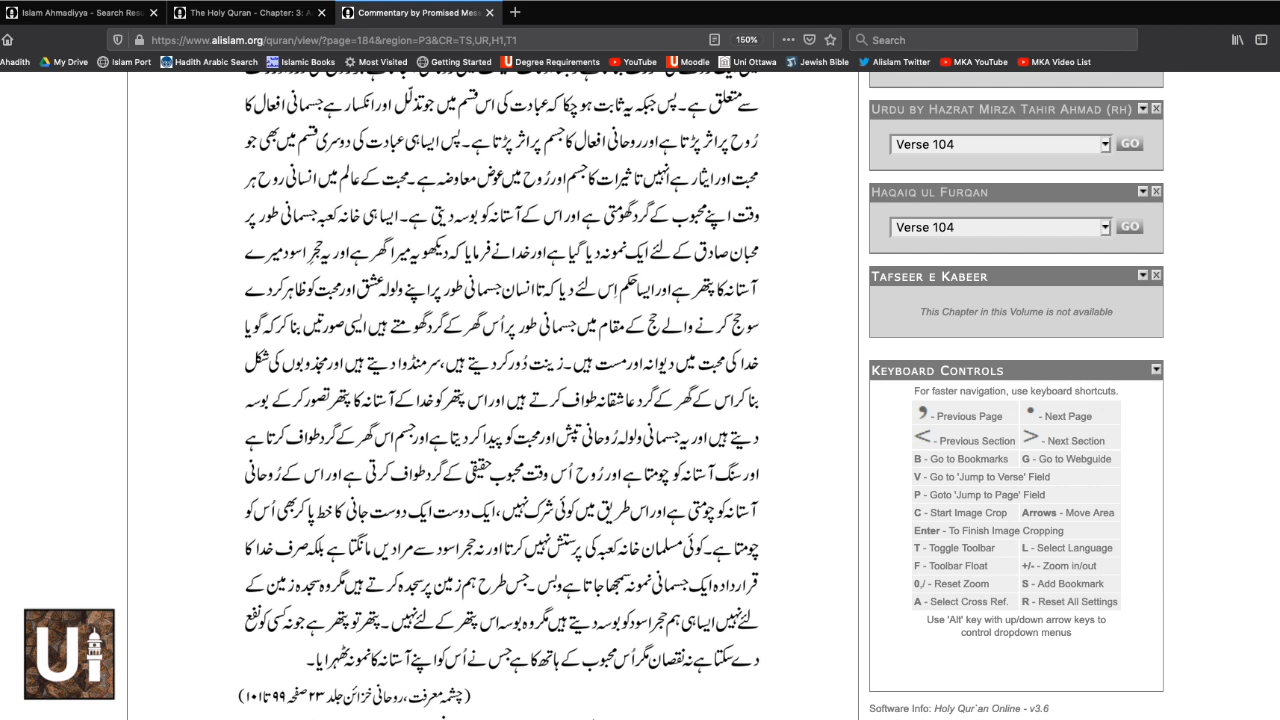 Islam Ahmadiyya - Search Resu
The Holy Quran - Chapter: 3: A
Commentary by Promised Mess
https://www.alislam.org/quran/view/?page=184&region=P3&CR=TS,UR,H1,T1
150%
Search
Ahadith My Drive Islam Port Hadith Arabic Search Islamic Books Most Visited Getting Started Degree Requirements YouTube Moodle Uni Ottawa Jewish Bible Alislam Twitter MKA YouTube MKA Video List
سے متعلق ہے۔ پس جبکہ یہ ثابت ہو چکا کہ عبادت کی اس قسم میں جو تذلّل اور انکسار ہے جسمانی افعال کا
رُوح پر اثر پڑتا ہے اور روحانی افعال کا جسم پر اثر پڑتا ہے۔ پس ایسا ہی عبادت کی دوسری قسم میں بھی جو
محبت اور ایثار ہے انہیں تاثیرات کا جسم اور رُوح میں عوض معاوضہ ہے۔ محبت کے عالم میں انسانی روح ہر
وقت اپنے محبوب کے گرد گھومتی ہے اور اس کے آستانہ کو بوسہ دیتی ہے۔ ایسا ہی خانہ کعبہ جسمانی طور پر
محبان صادق کے لئے ایک نمونہ دیا گیا ہے اور خدا نے فرمایا کہ دیکھو یہ میرا گھر ہے اور یہ حجرِ اسود میرے
آستانہ کا پتھر ہے اور ایسا حکم اِس لئے دیا کہ تا انسان جسمانی طور پر اپنے ولولہ عشق اور محبت کو ظاہر کر دے
سو حج کرنے والے حج کے مقام میں جسمانی طور پر اُس گھر کے گرد گھومتے ہیں ایسی صورتیں بنا کر کہ گویا
خدا کی محبت میں دیوانہ اور مست ہیں۔ زینت دُور کر دیتے ہیں، سر منڈوا دیتے ہیں اور مجذوبوں کی شکل
بنا کر اس کے گھر کے گرد عاشقانہ طواف کرتے ہیں اور اس پتھر کو خدا کے آستانہ کا پتھر تصور کر کے بوسہ
دیتے ہیں اور یہ جسمانی ولولہ رُوحانی تپش اور محبت کو پیدا کر دیتا ہے اور جسم اس گھر کے گرد طواف کرتا ہے
اور سنگ آستانہ کو چومتا ہے اور رُوح اُس وقت محبوب حقیقی کے گرد طواف کرتی ہے اور اس کے رُوحانی
آستانہ کو چومتی ہے اور اس طریق میں کوئی شرک نہیں، ایک دوست ایک دوست جانی کا خط پا کر بھی اُس کو
چومتا ہے۔ کوئی مسلمان خانہ کعبہ کی پرستش نہیں کرتا اور نہ حجر اسود سے مرادیں مانگتا ہے بلکہ صرف خدا کا
قرار دادہ ایک جسمانی نمونہ سمجھا جاتا ہے وبس۔ جس طرح ہم زمین پر سجدہ کرتے ہیں مگر وہ سجدہ زمین کے
لئے نہیں ایسا ہی ہم حجر اسود کو بوسہ دیتے ہیں مگر وہ بوسہ اس پتھر کے لئے نہیں۔ پتھر تو پتھر ہے جو نہ کسی کو نفع
دے سکتا ہے نہ نقصان مگر اُس محبوب کے ہاتھ کا ہے جس نے اُس کو اپنے آستانہ کا نمونہ ٹھہرایا۔
(چشمہ معرفت، روحانی خزائن جلد ۲۳ صفحہ ۹۹ تا ۱۰۱)
URDU BY HAZRAT MIRZA TAHIR AHMAD (RH)
Verse 104 GO
HAQAIQ UL FURQAN
Verse 104 GO
TAFSEER E KABEER
This Chapter in this Volume is not available
KEYBOARD CONTROLS
For faster navigation, use keyboard shortcuts.
, - Previous Page . - Next Page
< - Previous Section > - Next Section
B - Go to Bookmarks G - Go to Webguide
V - Go to 'Jump to Verse' Field
P - Goto 'Jump to Page' Field
C - Start Image Crop Arrows - Move Area
Enter - To Finish Image Cropping
T - Toggle Toolbar L - Select Language
F - Toolbar Float +/- - Zoom in/out
0,/ - Reset Zoom S - Add Bookmark
A - Select Cross Ref. R - Reset All Settings
Use 'Alt' key with up/down arrow keys to
control dropdown menus
Software Info: Holy Qur`an Online - v3.6
Ui